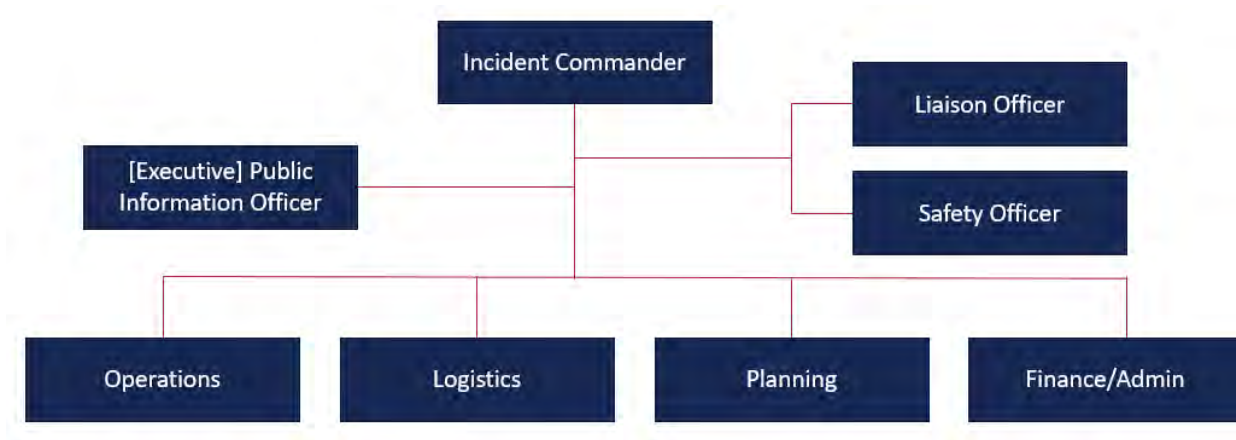 Incident Commander
Liaison Officer
[Executive] Public
Information Officer
Safety Officer
Operations
Logistics
Planning
Finance/Admin